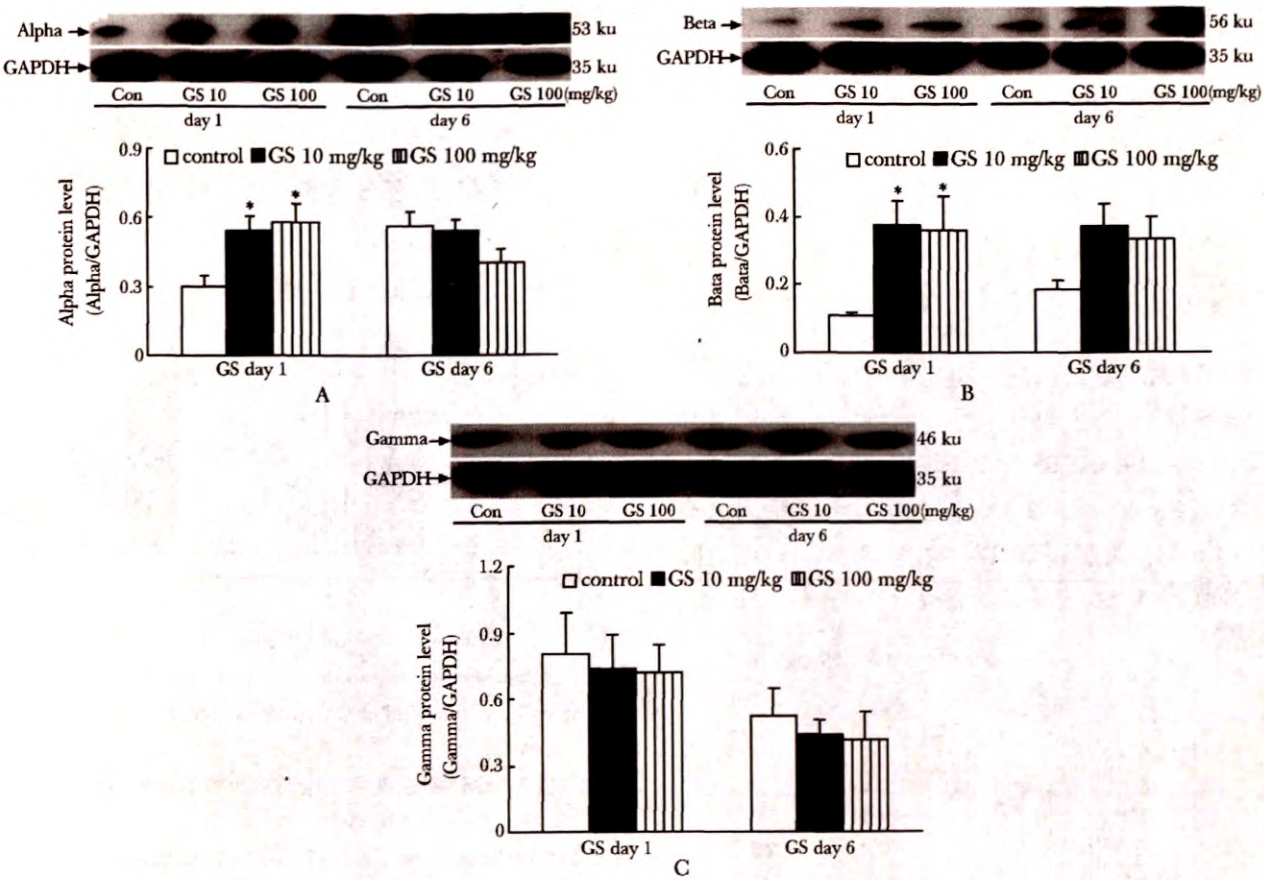 Alpha 53 ku
GAPDH 35 ku
Con GS 10 GS 100 Con GS 10 GS 100(mg/kg)
day 1 day 6
0.9
0.6
0.3
0
Alpha protein level
(Alpha/GAPDH)
control GS 10 mg/kg GS 100 mg/kg
* *
GS day 1 GS day 6
A
Beta 56 ku
GAPDH 35 ku
Con GS 10 GS 100 Con GS 10 GS 100(mg/kg)
day 1 day 6
0.6
0.4
0.2
0
Bata protein level
(Bata/GAPDH)
control GS 10 mg/kg GS 100 mg/kg
* *
GS day 1 GS day 6
B
Gamma 46 ku
GAPDH 35 ku
Con GS 10 GS 100 Con GS 10 GS 100(mg/kg)
day 1 day 6
1.2
0.9
0.6
0.3
0
Gamma protein level
(Gamma/GAPDH)
control GS 10 mg/kg GS 100 mg/kg
GS day 1 GS day 6
C